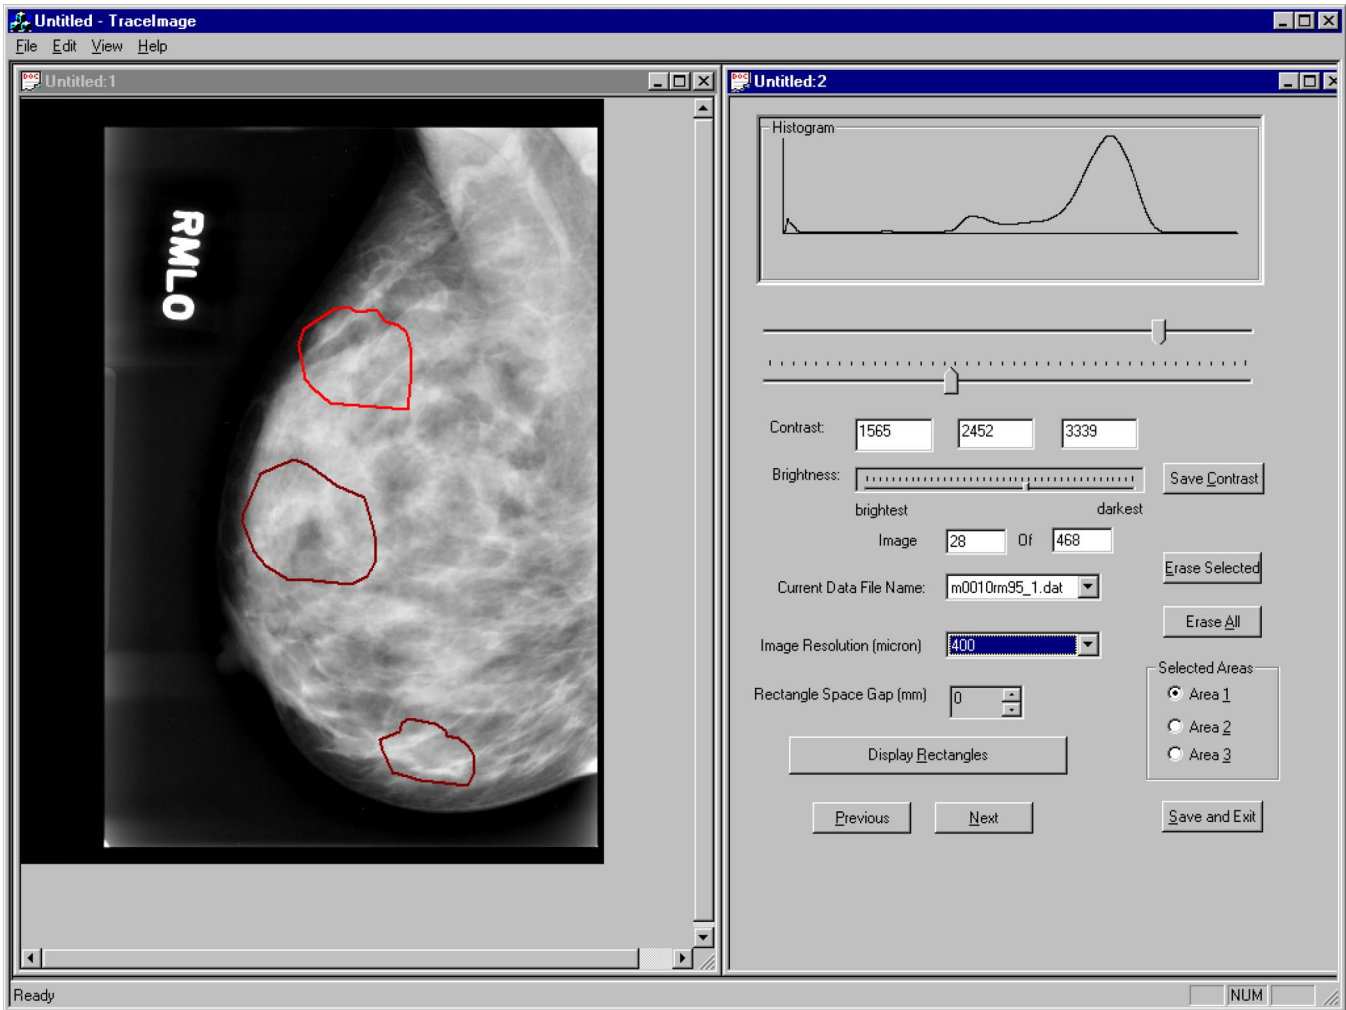 Untitled - TraceImage
File Edit View Help
DOC Untitled:1
DOC Untitled:2
RMLO
Histogram
Contrast: 1565 2452 3339
Brightness: Save Contrast
brightest darkest
Image 28 Of 468
Erase Selected
Current Data File Name: m0010rm95_1.dat
Erase All
Image Resolution (micron) 400
Selected Areas
Rectangle Space Gap (mm) 0
Area 1
Area 2
Area 3
Display Rectangles
Previous Next Save and Exit
Ready NUM